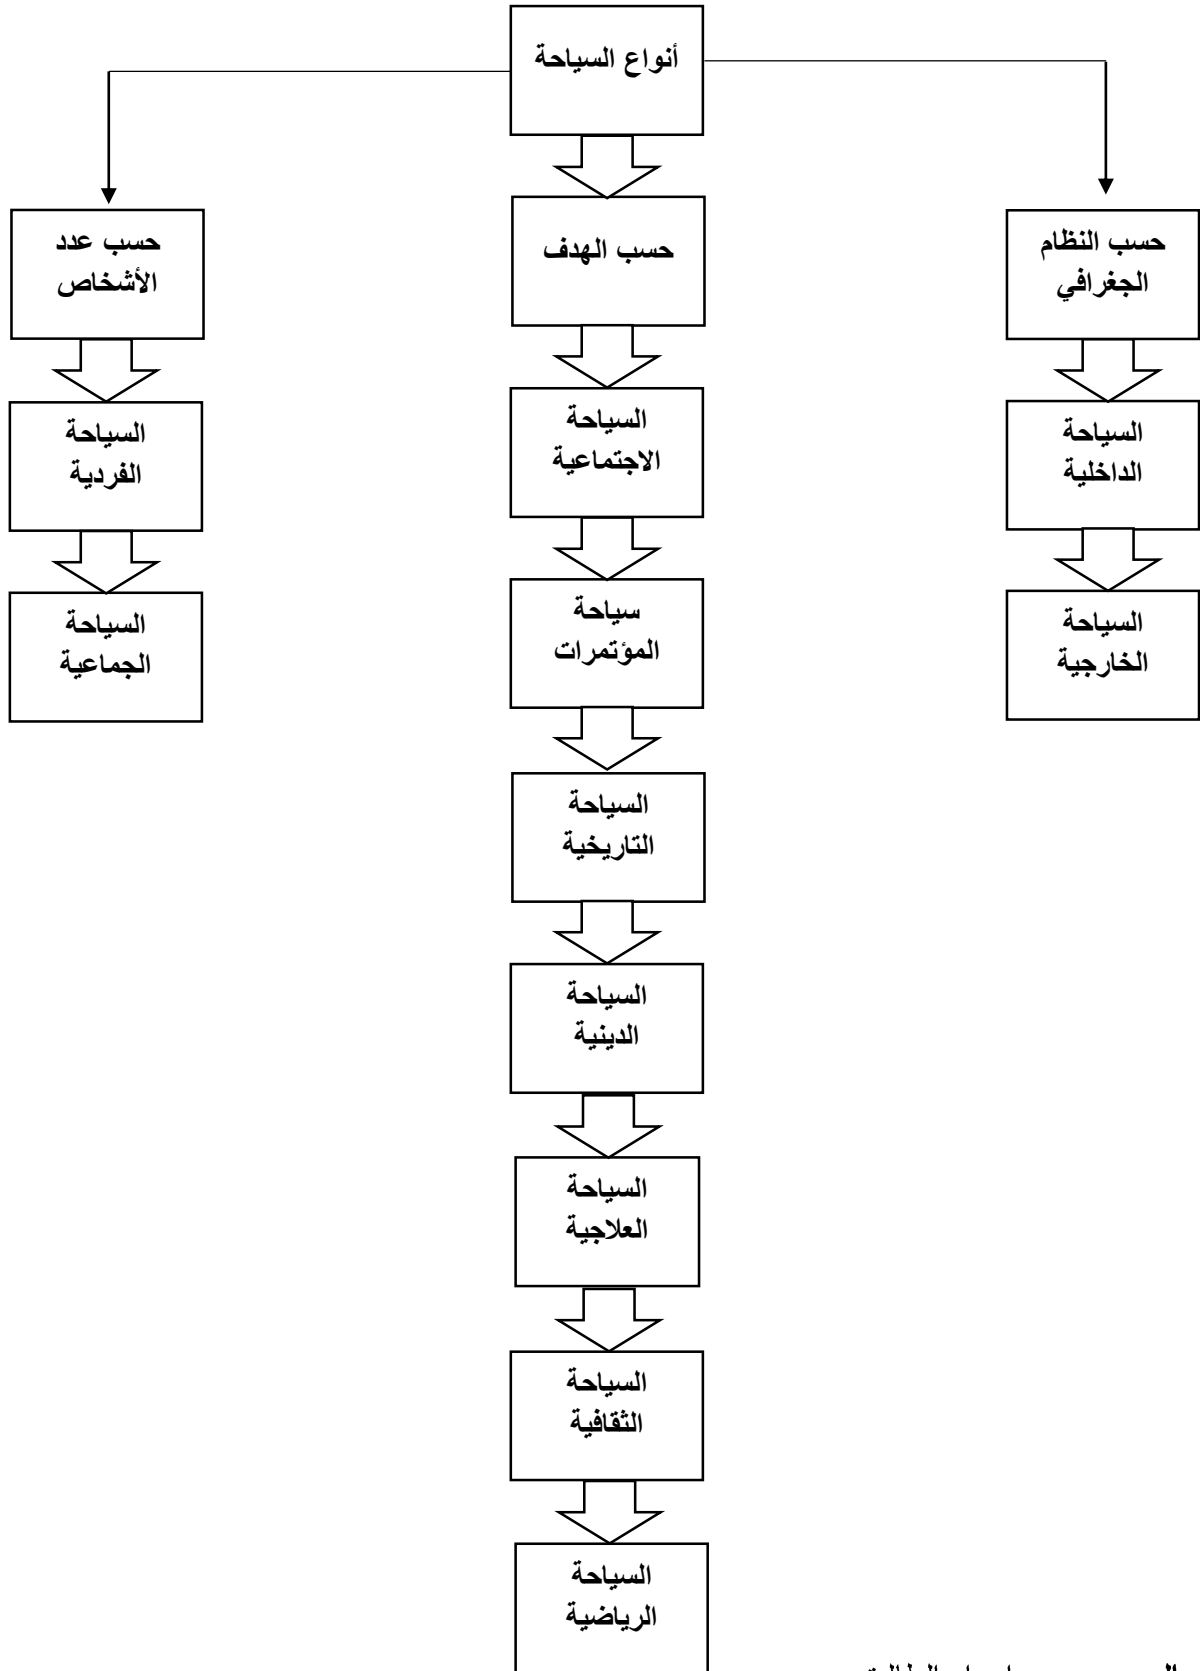 أنواع السياحة
حسب النظام
الجغرافي
السياحة
الداخلية
السياحة
الخارجية
حسب الهدف
السياحة
الاجتماعية
سياحة
المؤتمرات
السياحة
التاريخية
السياحة
الدينية
السياحة
العلاجية
السياحة
الثقافية
السياحة
الرياضية
حسب عدد
الأشخاص
السياحة
الفردية
السياحة
الجماعية